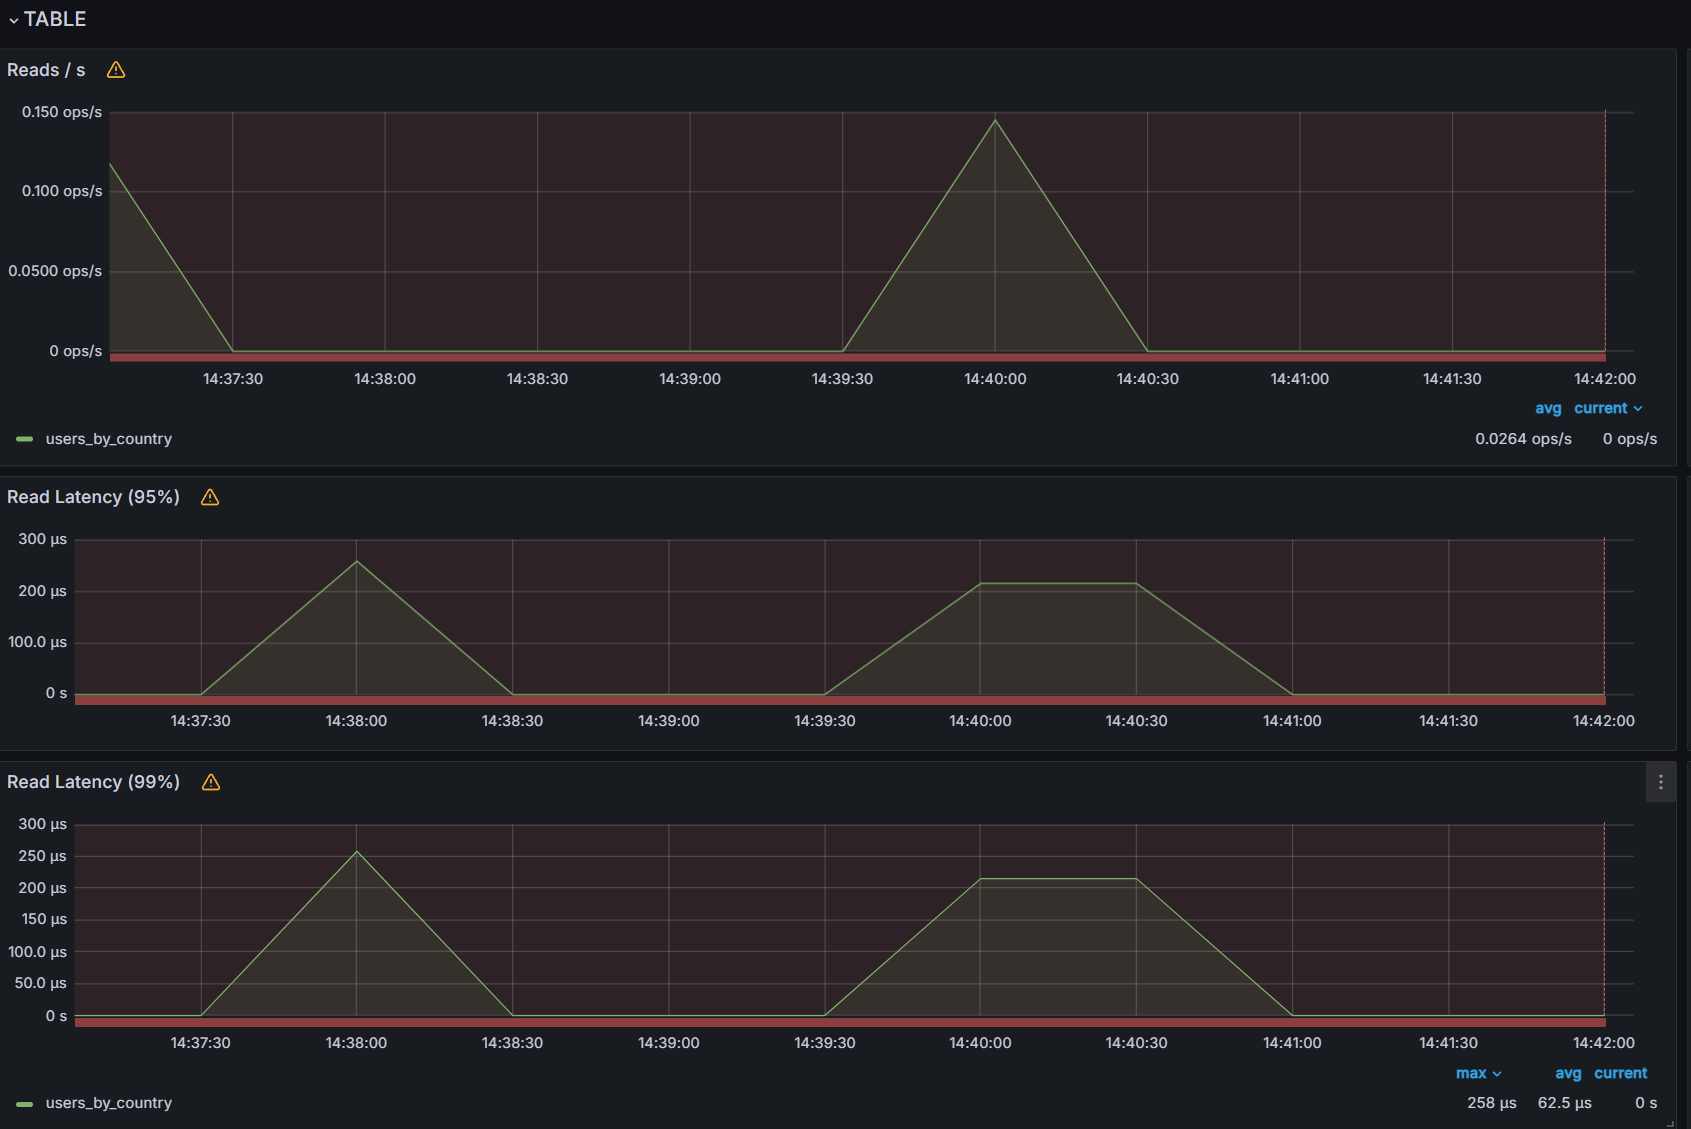 TABLE
Reads / s
0.150 ops/s
0.100 ops/s
0.0500 ops/s
0 ops/s
14:37:30 14:38:00 14:38:30 14:39:00 14:39:30 14:40:00 14:40:30 14:41:00 14:41:30 14:42:00
avg current
users_by_country 0.0264 ops/s 0 ops/s
Read Latency (95%)
300 µs
200 µs
100.0 µs
0 s
14:37:30 14:38:00 14:38:30 14:39:00 14:39:30 14:40:00 14:40:30 14:41:00 14:41:30 14:42:00
Read Latency (99%)
300 µs
250 µs
200 µs
150 µs
100.0 µs
50.0 µs
0 s
14:37:30 14:38:00 14:38:30 14:39:00 14:39:30 14:40:00 14:40:30 14:41:00 14:41:30 14:42:00
max avg current
users_by_country 258 µs 62.5 µs 0 s